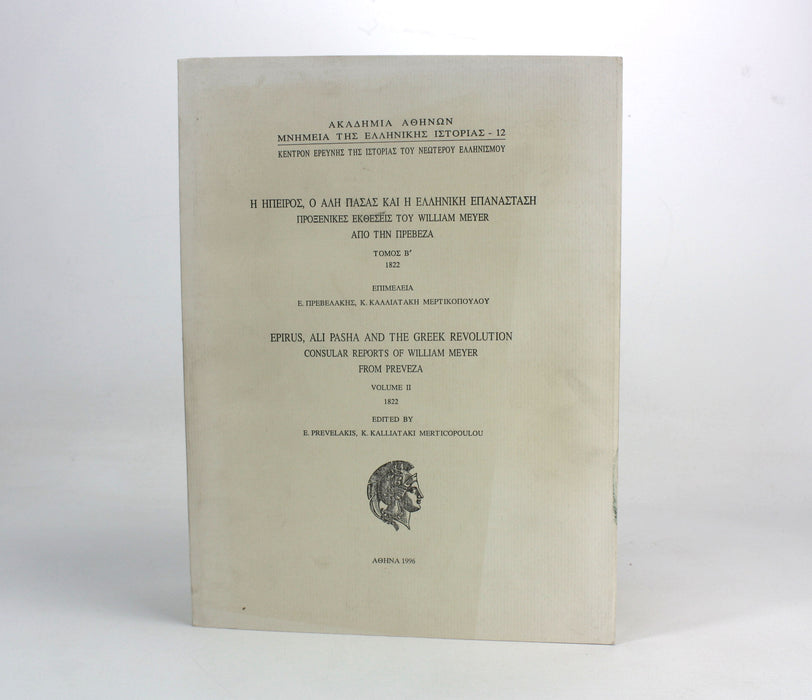 ΑΚΑΔΗΜΙΑ ΑΘΗΝΩΝ
ΜΝΗΜΕΙΑ ΤΗΣ ΕΛΛΗΝΙΚΗΣ ΙΣΤΟΡΙΑΣ - 12
ΚΕΝΤΡΟΝ ΕΡΕΥΝΗΣ ΤΗΣ ΙΣΤΟΡΙΑΣ ΤΟΥ ΝΕΩΤΕΡΟΥ ΕΛΛΗΝΙΣΜΟΥ
Η ΗΠΕΙΡΟΣ, Ο ΑΛΗ ΠΑΣΑΣ ΚΑΙ Η ΕΛΛΗΝΙΚΗ ΕΠΑΝΑΣΤΑΣΗ
ΠΡΟΞΕΝΙΚΕΣ ΕΚΘΕΣΕΙΣ ΤΟΥ WILLIAM MEYER
ΑΠΟ ΤΗΝ ΠΡΕΒΕΖΑ
ΤΟΜΟΣ Β′
1822
ΕΠΙΜΕΛΕΙΑ
Ε. ΠΡΕΒΕΛΑΚΗΣ, Κ. ΚΑΛΛΙΑΤΑΚΗ ΜΕΡΤΙΚΟΠΟΥΛΟΥ
EPIRUS, ALI PASHA AND THE GREEK REVOLUTION
CONSULAR REPORTS OF WILLIAM MEYER
FROM PREVEZA
VOLUME II
1822
EDITED BY
E. PREVELAKIS, K. KALLIATAKI MERTICOPOULOU
ΑΘΗΝΑ 1996